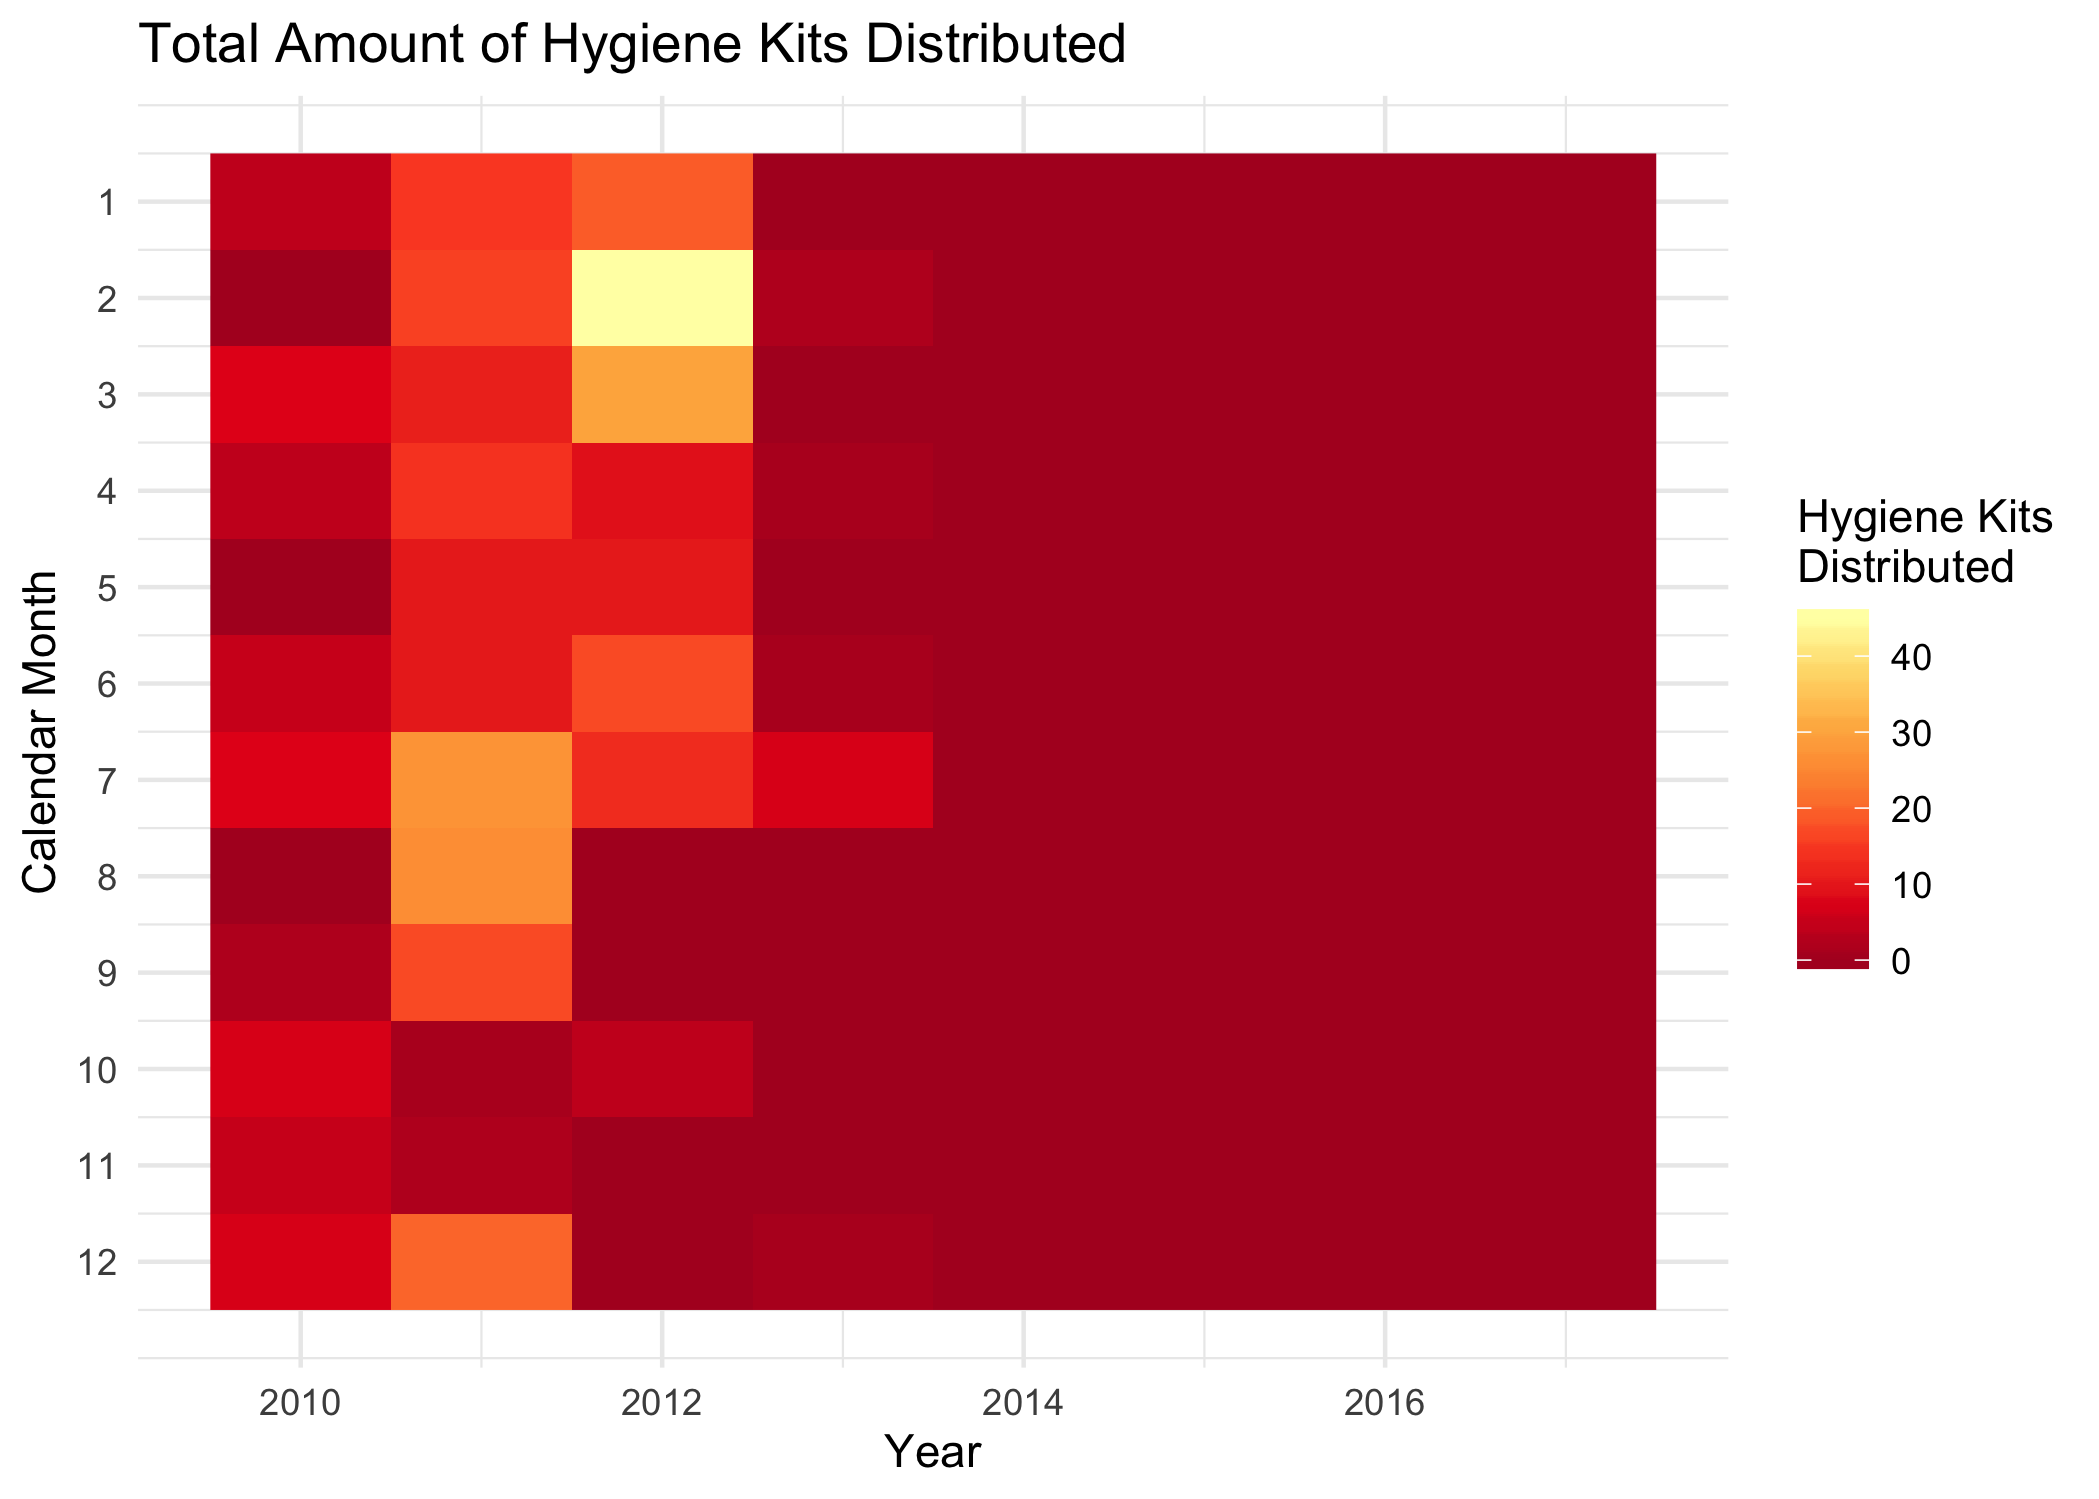 Total Amount of Hygiene Kits Distributed
Calendar Month
1
2
3
4
5
6
7
8
9
10
11
12
2010 2012 2014 2016
Year
Hygiene Kits
Distributed
40
30
20
10
0